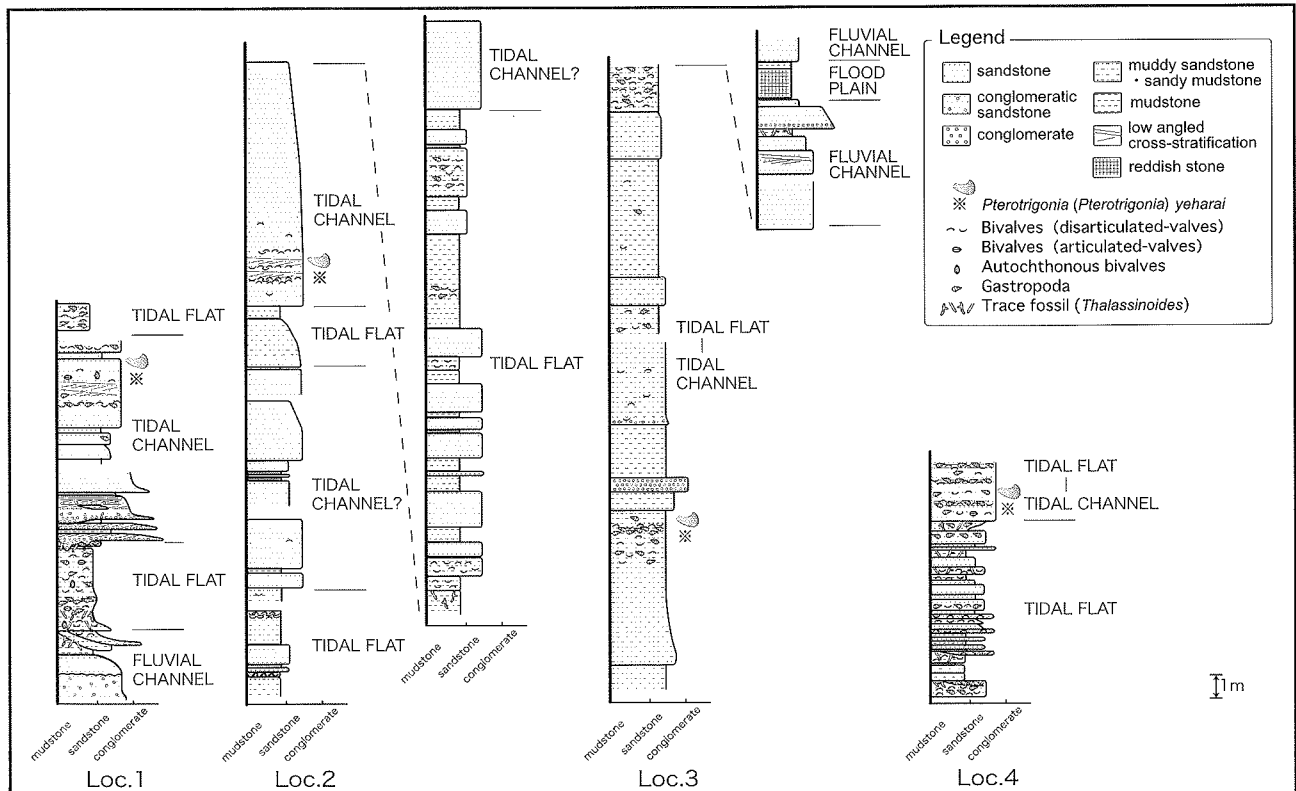 TIDAL FLAT
※
TIDAL
CHANNEL
TIDAL FLAT
FLUVIAL
CHANNEL
mudstone
sandstone
conglomerate
Loc.1
TIDAL
CHANNEL
※
TIDAL FLAT
TIDAL
CHANNEL?
TIDAL FLAT
mudstone
sandstone
conglomerate
Loc.2
TIDAL
CHANNEL?
TIDAL FLAT
mudstone
sandstone
conglomerate
TIDAL FLAT
TIDAL
CHANNEL
※
mudstone
sandstone
conglomerate
Loc.3
FLUVIAL
CHANNEL
FLOOD
PLAIN
FLUVIAL
CHANNEL
Legend
sandstone
conglomeratic
sandstone
conglomerate
muddy sandstone
・sandy mudstone
mudstone
low angled
cross-stratification
reddish stone
※ Pterotrigonia (Pterotrigonia) yeharai
Bivalves (disarticulated-valves)
Bivalves (articulated-valves)
Autochthonous bivalves
Gastropoda
Trace fossil (Thalassinoides)
TIDAL FLAT
TIDAL CHANNEL
※
TIDAL FLAT
mudstone
sandstone
conglomerate
Loc.4
1m